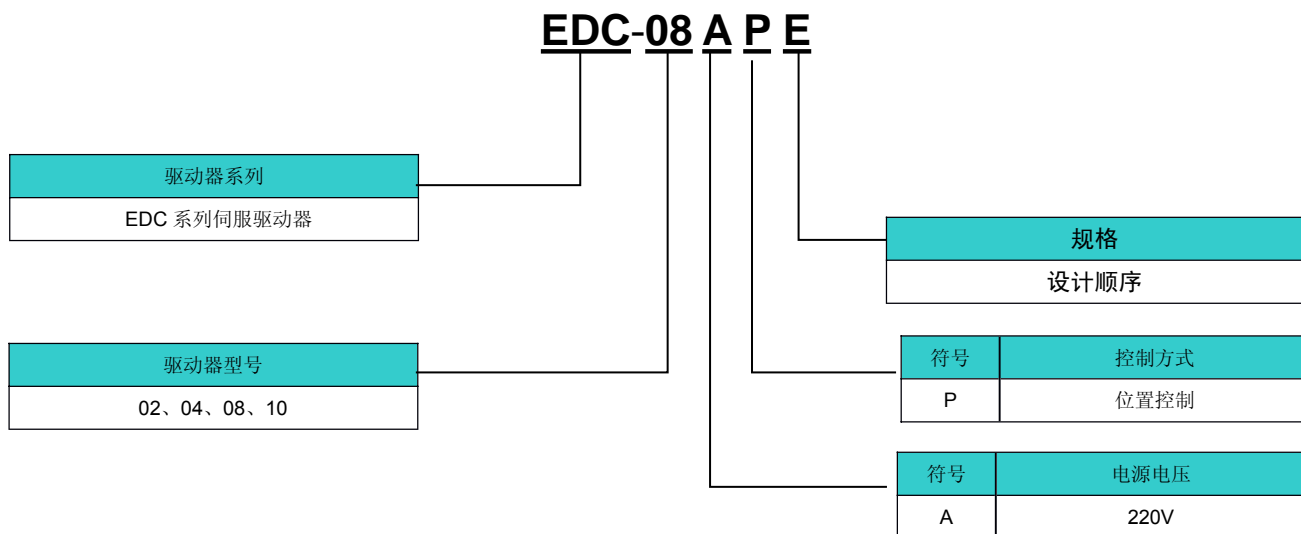 EDC-08 A P E
驱动器系列
EDC 系列伺服驱动器
规格
设计顺序
驱动器型号
02、04、08、10
符号 控制方式
P 位置控制
符号 电源电压
A 220V